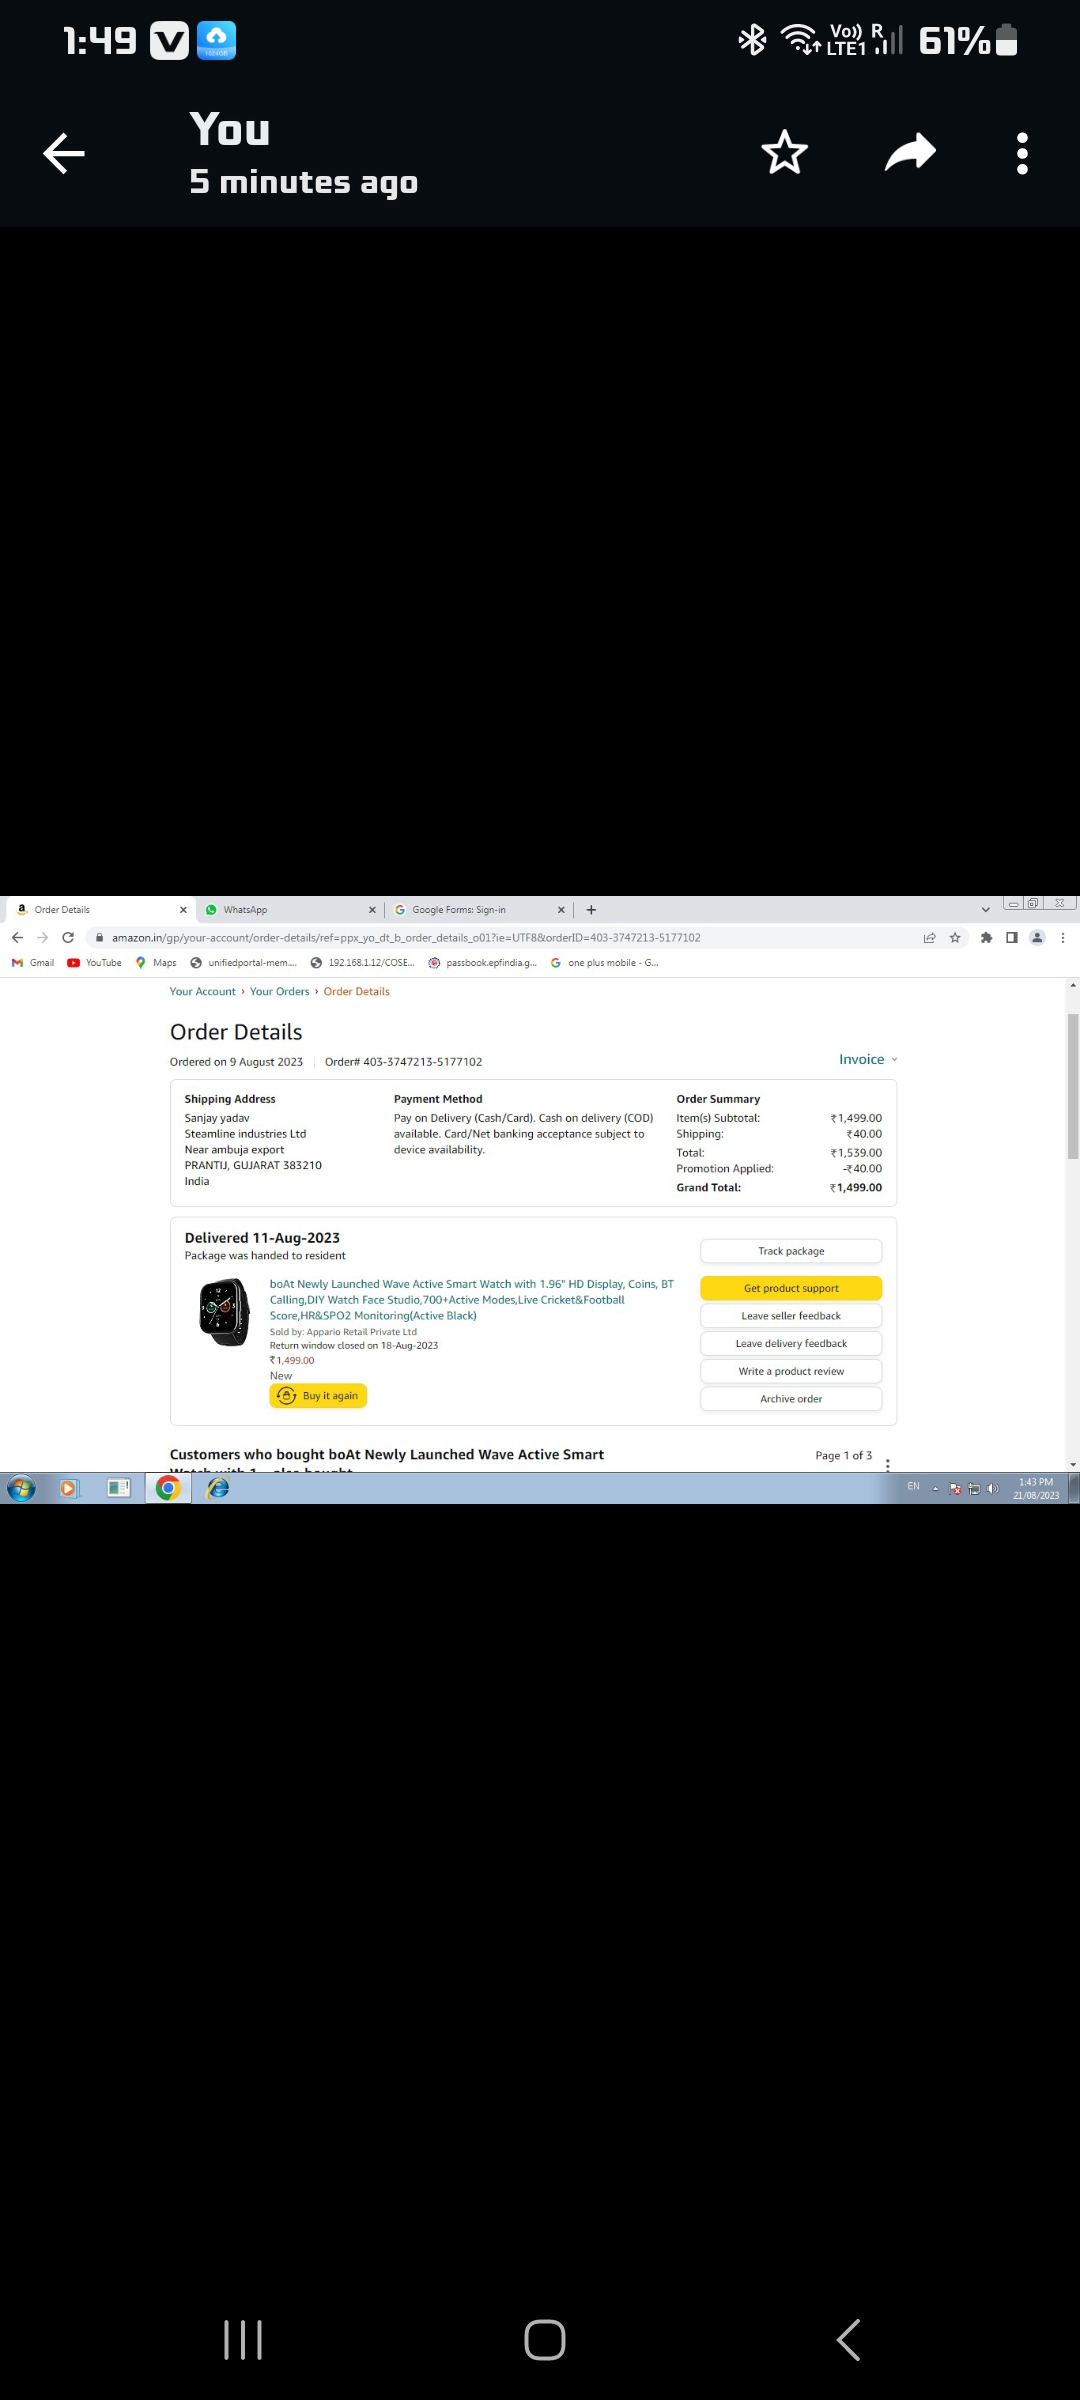 1:49 V 61%
Vo)) R
LTE1
You
5 minutes ago
Order Details WhatsApp Google Forms: Sign-in
amazon.in/gp/your-account/order-details/ref=ppx_yo_dt_b_order_details_o01?ie=UTF8&orderID=403-3747213-5177102
Gmail YouTube Maps unifiedportal-mem.... 192.168.1.12/COSE... passbook.epfindia.g... one plus mobile - G...
Your Account › Your Orders › Order Details
Order Details
Ordered on 9 August 2023 Order# 403-3747213-5177102 Invoice
Shipping Address
Sanjay yadav
Steamline industries Ltd
Near ambuja export
PRANTIJ, GUJARAT 383210
India
Payment Method
Pay on Delivery (Cash/Card). Cash on delivery (COD)
available. Card/Net banking acceptance subject to
device availability.
Order Summary
Item(s) Subtotal: ₹1,499.00
Shipping: ₹40.00
Total: ₹1,539.00
Promotion Applied: -₹40.00
Grand Total: ₹1,499.00
Delivered 11-Aug-2023
Package was handed to resident
boAt Newly Launched Wave Active Smart Watch with 1.96" HD Display, Coins, BT
Calling,DIY Watch Face Studio,700+Active Modes,Live Cricket&Football
Score,HR&SPO2 Monitoring(Active Black)
Sold by: Appario Retail Private Ltd
Return window closed on 18-Aug-2023
₹1,499.00
New
Buy it again
Track package
Get product support
Leave seller feedback
Leave delivery feedback
Write a product review
Archive order
Customers who bought boAt Newly Launched Wave Active Smart Page 1 of 3
EN 1:43 PM
21/08/2023